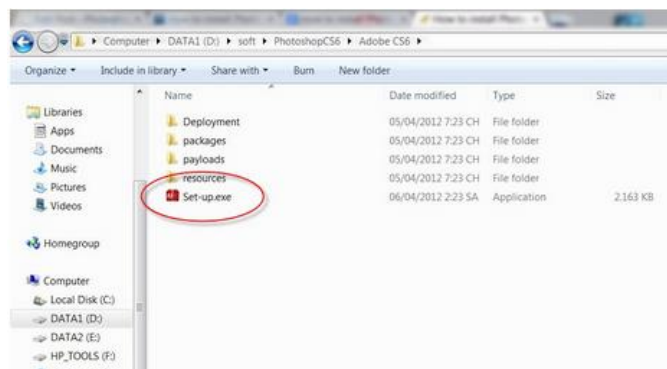 Computer ▸ DATA1 (D:) ▸ soft ▸ PhotoshopCS6 ▸ Adobe CS6 ▸
Organize Include in library Share with Burn New folder
Name Date modified Type Size
Libraries
Apps
Documents
Music
Pictures
Videos
Homegroup
Computer
Local Disk (C:)
DATA1 (D:)
DATA2 (E:)
HP_TOOLS (F:)
Deployment 05/04/2012 7:23 CH File folder
packages 05/04/2012 7:23 CH File folder
payloads 05/04/2012 7:23 CH File folder
resources 05/04/2012 7:23 CH File folder
Set-up.exe 06/04/2012 2:23 SA Application 2.163 KB